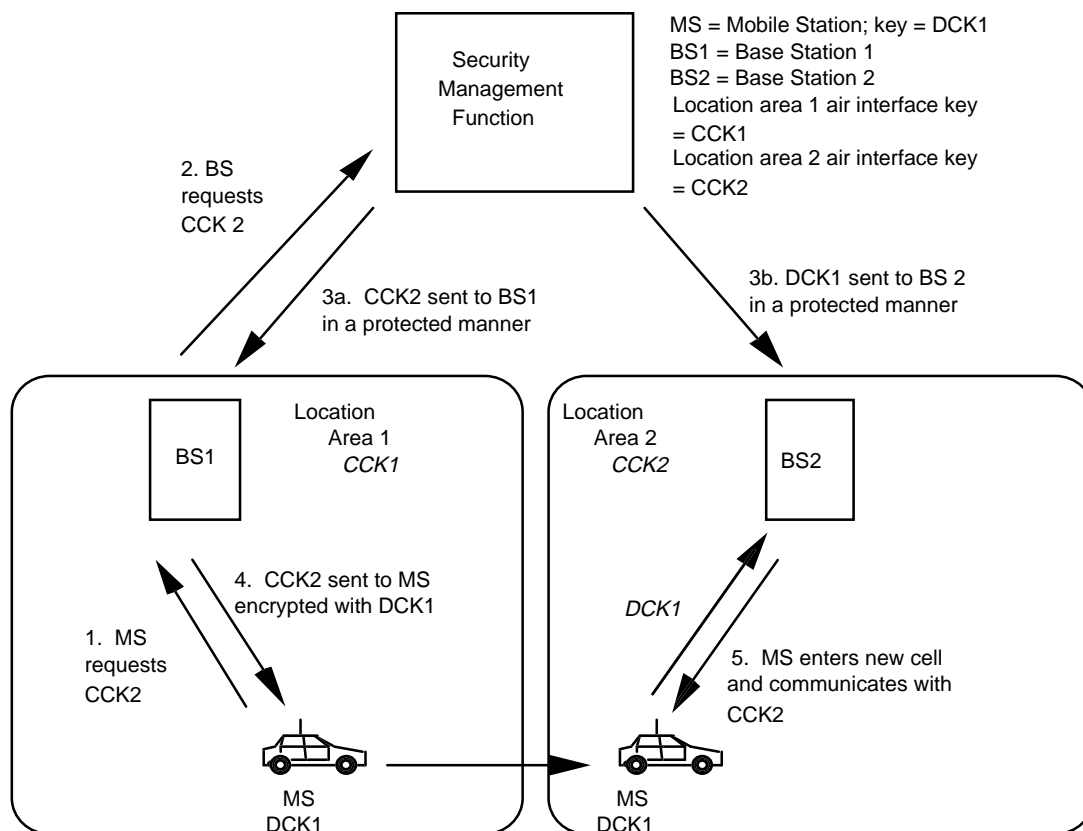 Security
Management
Function
MS = Mobile Station; key = DCK1
BS1 = Base Station 1
BS2 = Base Station 2
Location area 1 air interface key
= CCK1
Location area 2 air interface key
= CCK2
2. BS
requests
CCK 2
3a. CCK2 sent to BS1
in a protected manner
3b. DCK1 sent to BS 2
in a protected manner
BS1
Location
Area 1
CCK1
Location
Area 2
CCK2
BS2
4. CCK2 sent to MS
encrypted with DCK1
1. MS
requests
CCK2
DCK1
5. MS enters new cell
and communicates with
CCK2
MS
DCK1
MS
DCK1